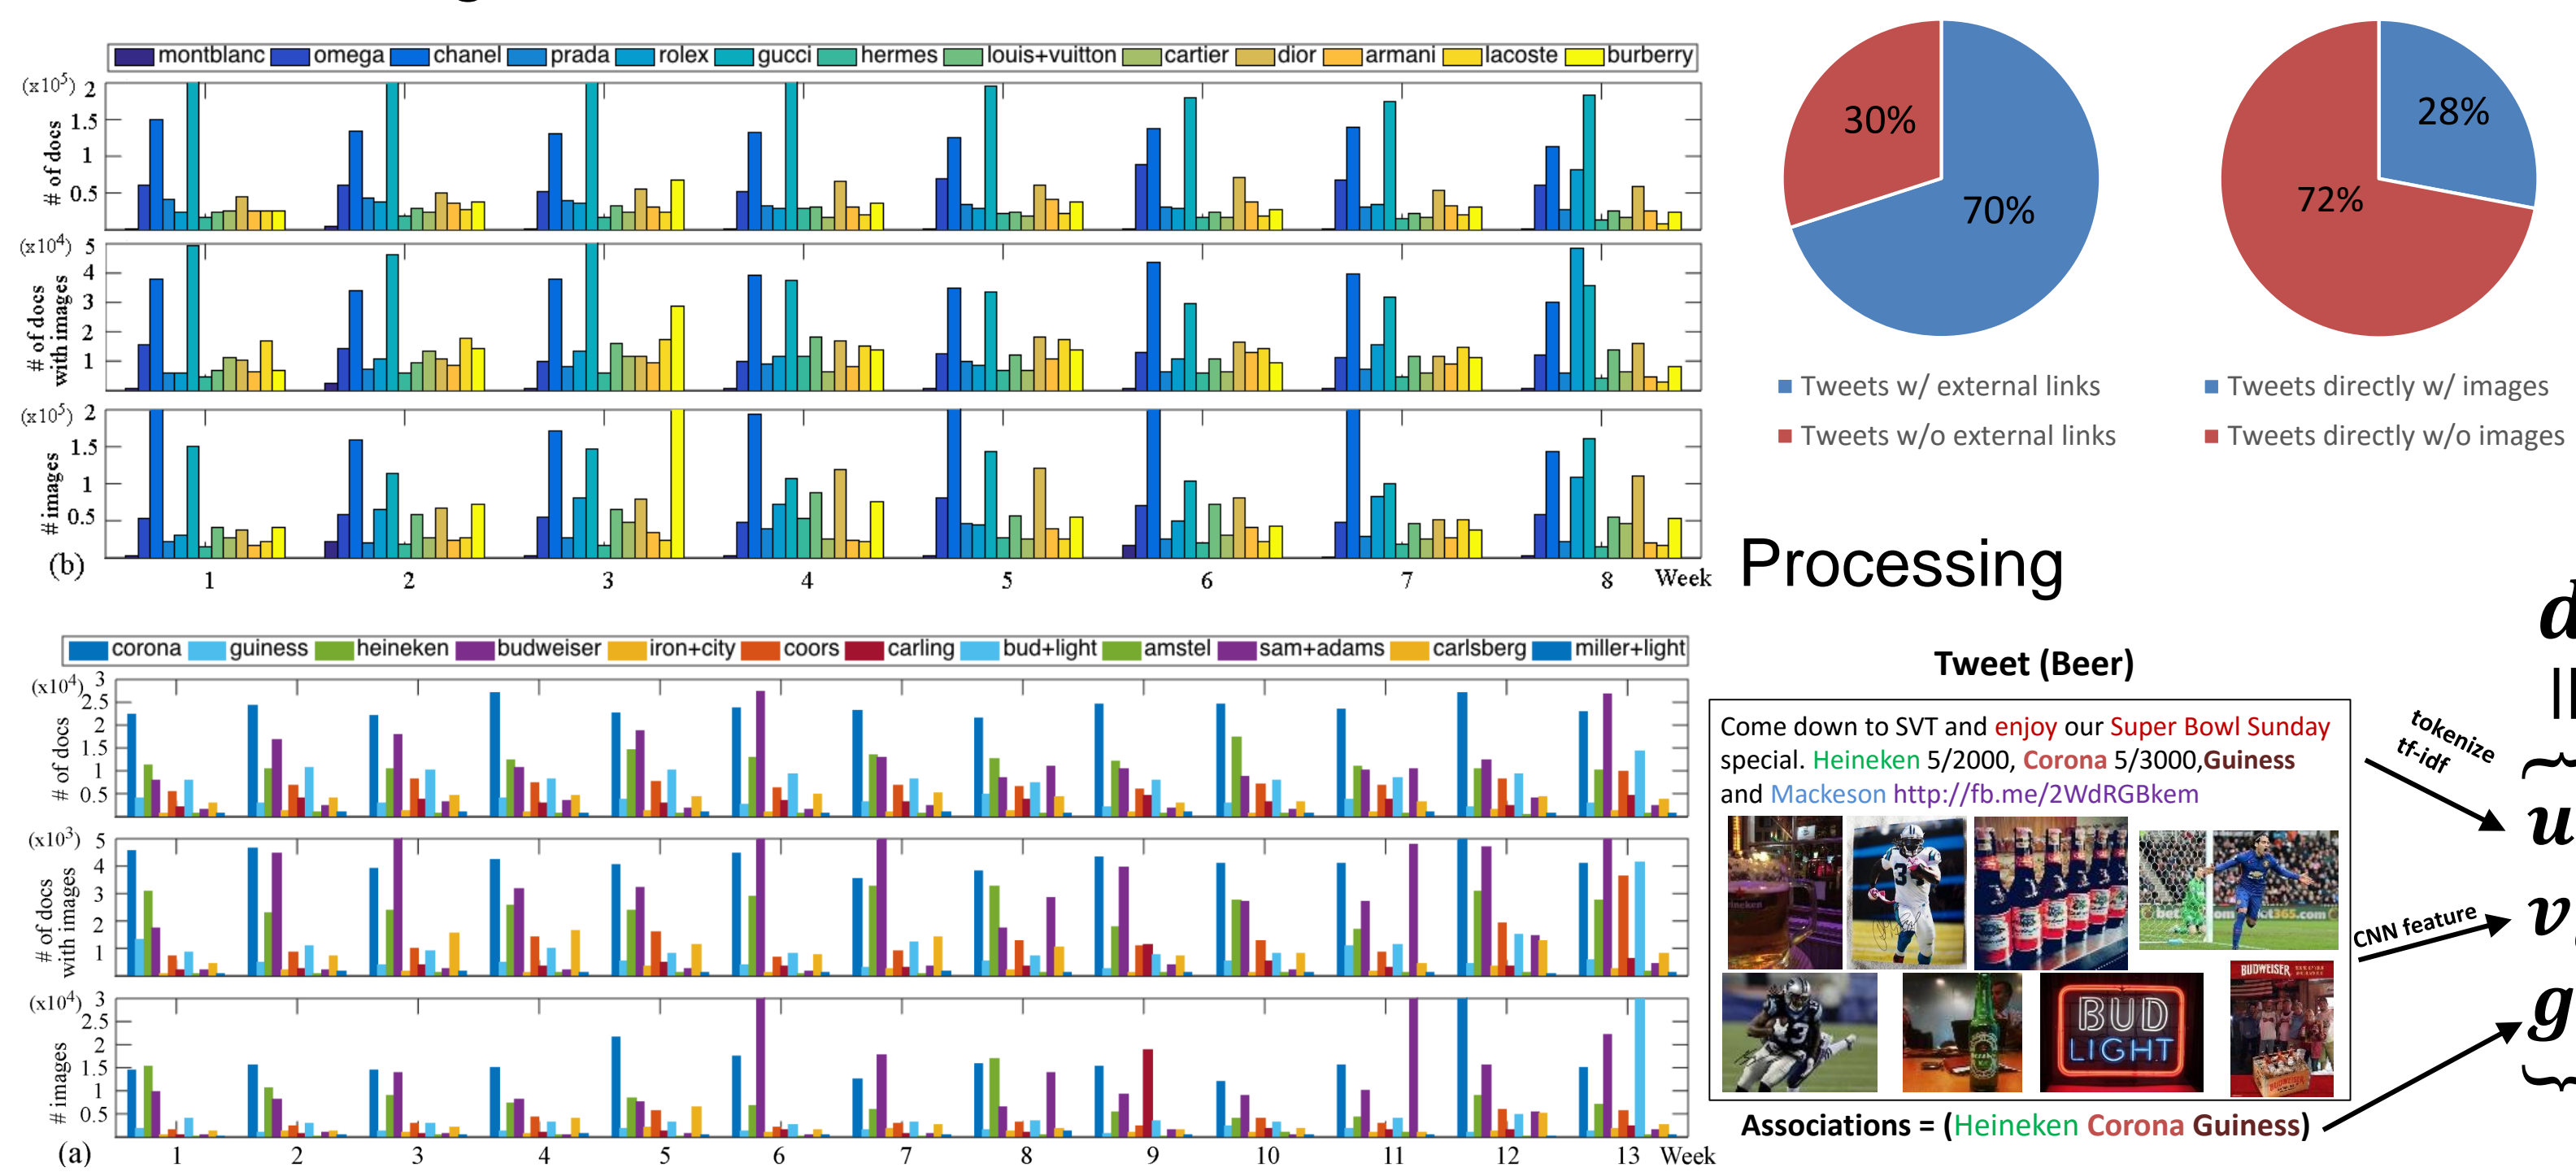 montblanc omega chanel prada rolex gucci hermes louis+vuitton cartier dior armani lacoste burberry
(x10⁵) 2
1.5
1
0.5
# of docs
(x10⁴) 5
4
3
2
1
# of docs
with images
(x10⁵) 2
1.5
1
0.5
# images
(b)
1 2 3 4 5 6 7 8 Week
30%
70%
28%
72%
Tweets w/ external links
Tweets w/o external links
Tweets directly w/ images
Tweets directly w/o images
corona guiness heineken budweiser iron+city coors carling bud+light amstel sam+adams carlsberg miller+light
(x10⁴) 3
2.5
2
1.5
1
0.5
# of docs
(x10³) 5
4
3
2
1
# of docs
with images
(x10⁴) 3
2.5
2
1.5
1
0.5
# images
(a)
1 2 3 4 5 6 7 8 9 10 11 12 13 Week
Processing
Tweet (Beer)
Come down to SVT and enjoy our Super Bowl Sunday
special. Heineken 5/2000, Corona 5/3000,Guiness
and Mackeson http://fb.me/2WdRGBkem
BUD
LIGHT
BUDWEISER
Associations = (Heineken Corona Guiness)
tokenize
tf-idf
CNN feature
d
u
v
g